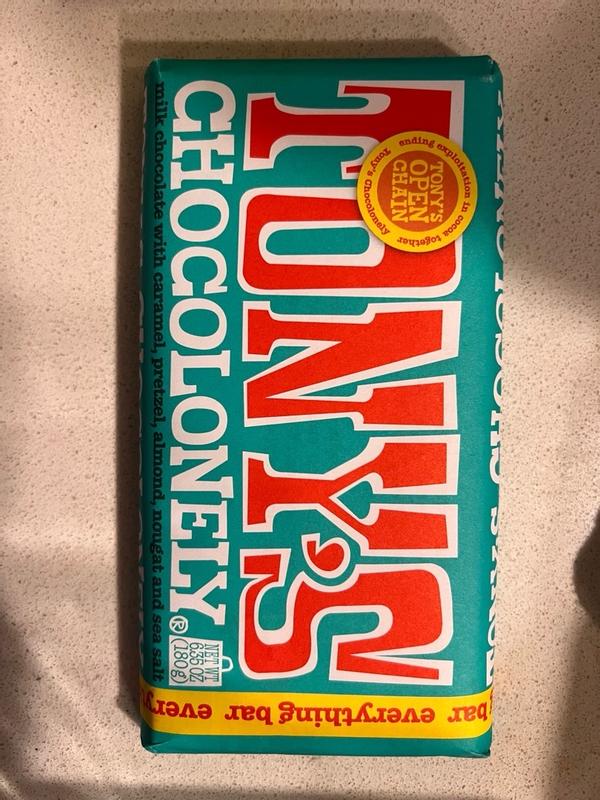 TONY'S
CHOCOLONELY®
milk chocolate with caramel, pretzel, almond, nougat and sea salt
NET WT
6.35 OZ
(180g)
ending exploitation in cocoa together
TONY'S
OPEN
CHAIN
Tony's Chocolonely
bar everything bar every